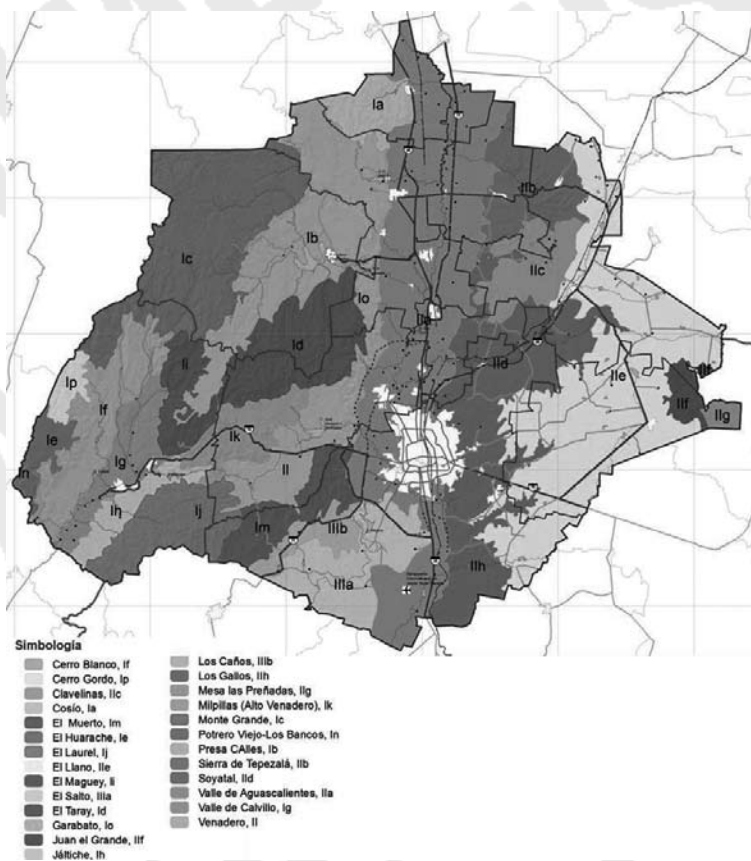 Ia
IIb
Ib
Ic
IIc
Io
IIa
Id
IId
Ii
IIe
Ip
If
IIf
IIf
IIg
Ie
Ik
Ig
In
Il
Ih
Ij
Im
IIIb
IIh
IIIa
Simbología
Cerro Blanco, If
Cerro Gordo, Ip
Clavelinas, IIc
Cosío, Ia
El Muerto, Im
El Huarache, Ie
El Laurel, Ij
El Llano, IIe
El Maguey, Ii
El Salto, IIIa
El Taray, Id
Garabato, Io
Juan el Grande, IIf
Jáltiche, Ih
Los Caños, IIIb
Los Gallos, IIh
Mesa las Preñadas, IIg
Milpillas (Alto Venadero), Ik
Monte Grande, Ic
Potrero Viejo-Los Bancos, In
Presa CAlles, Ib
Sierra de Tepezalá, IIb
Soyatal, IId
Valle de Aguascalientes, IIa
Valle de Calvillo, Ig
Venadero, Il